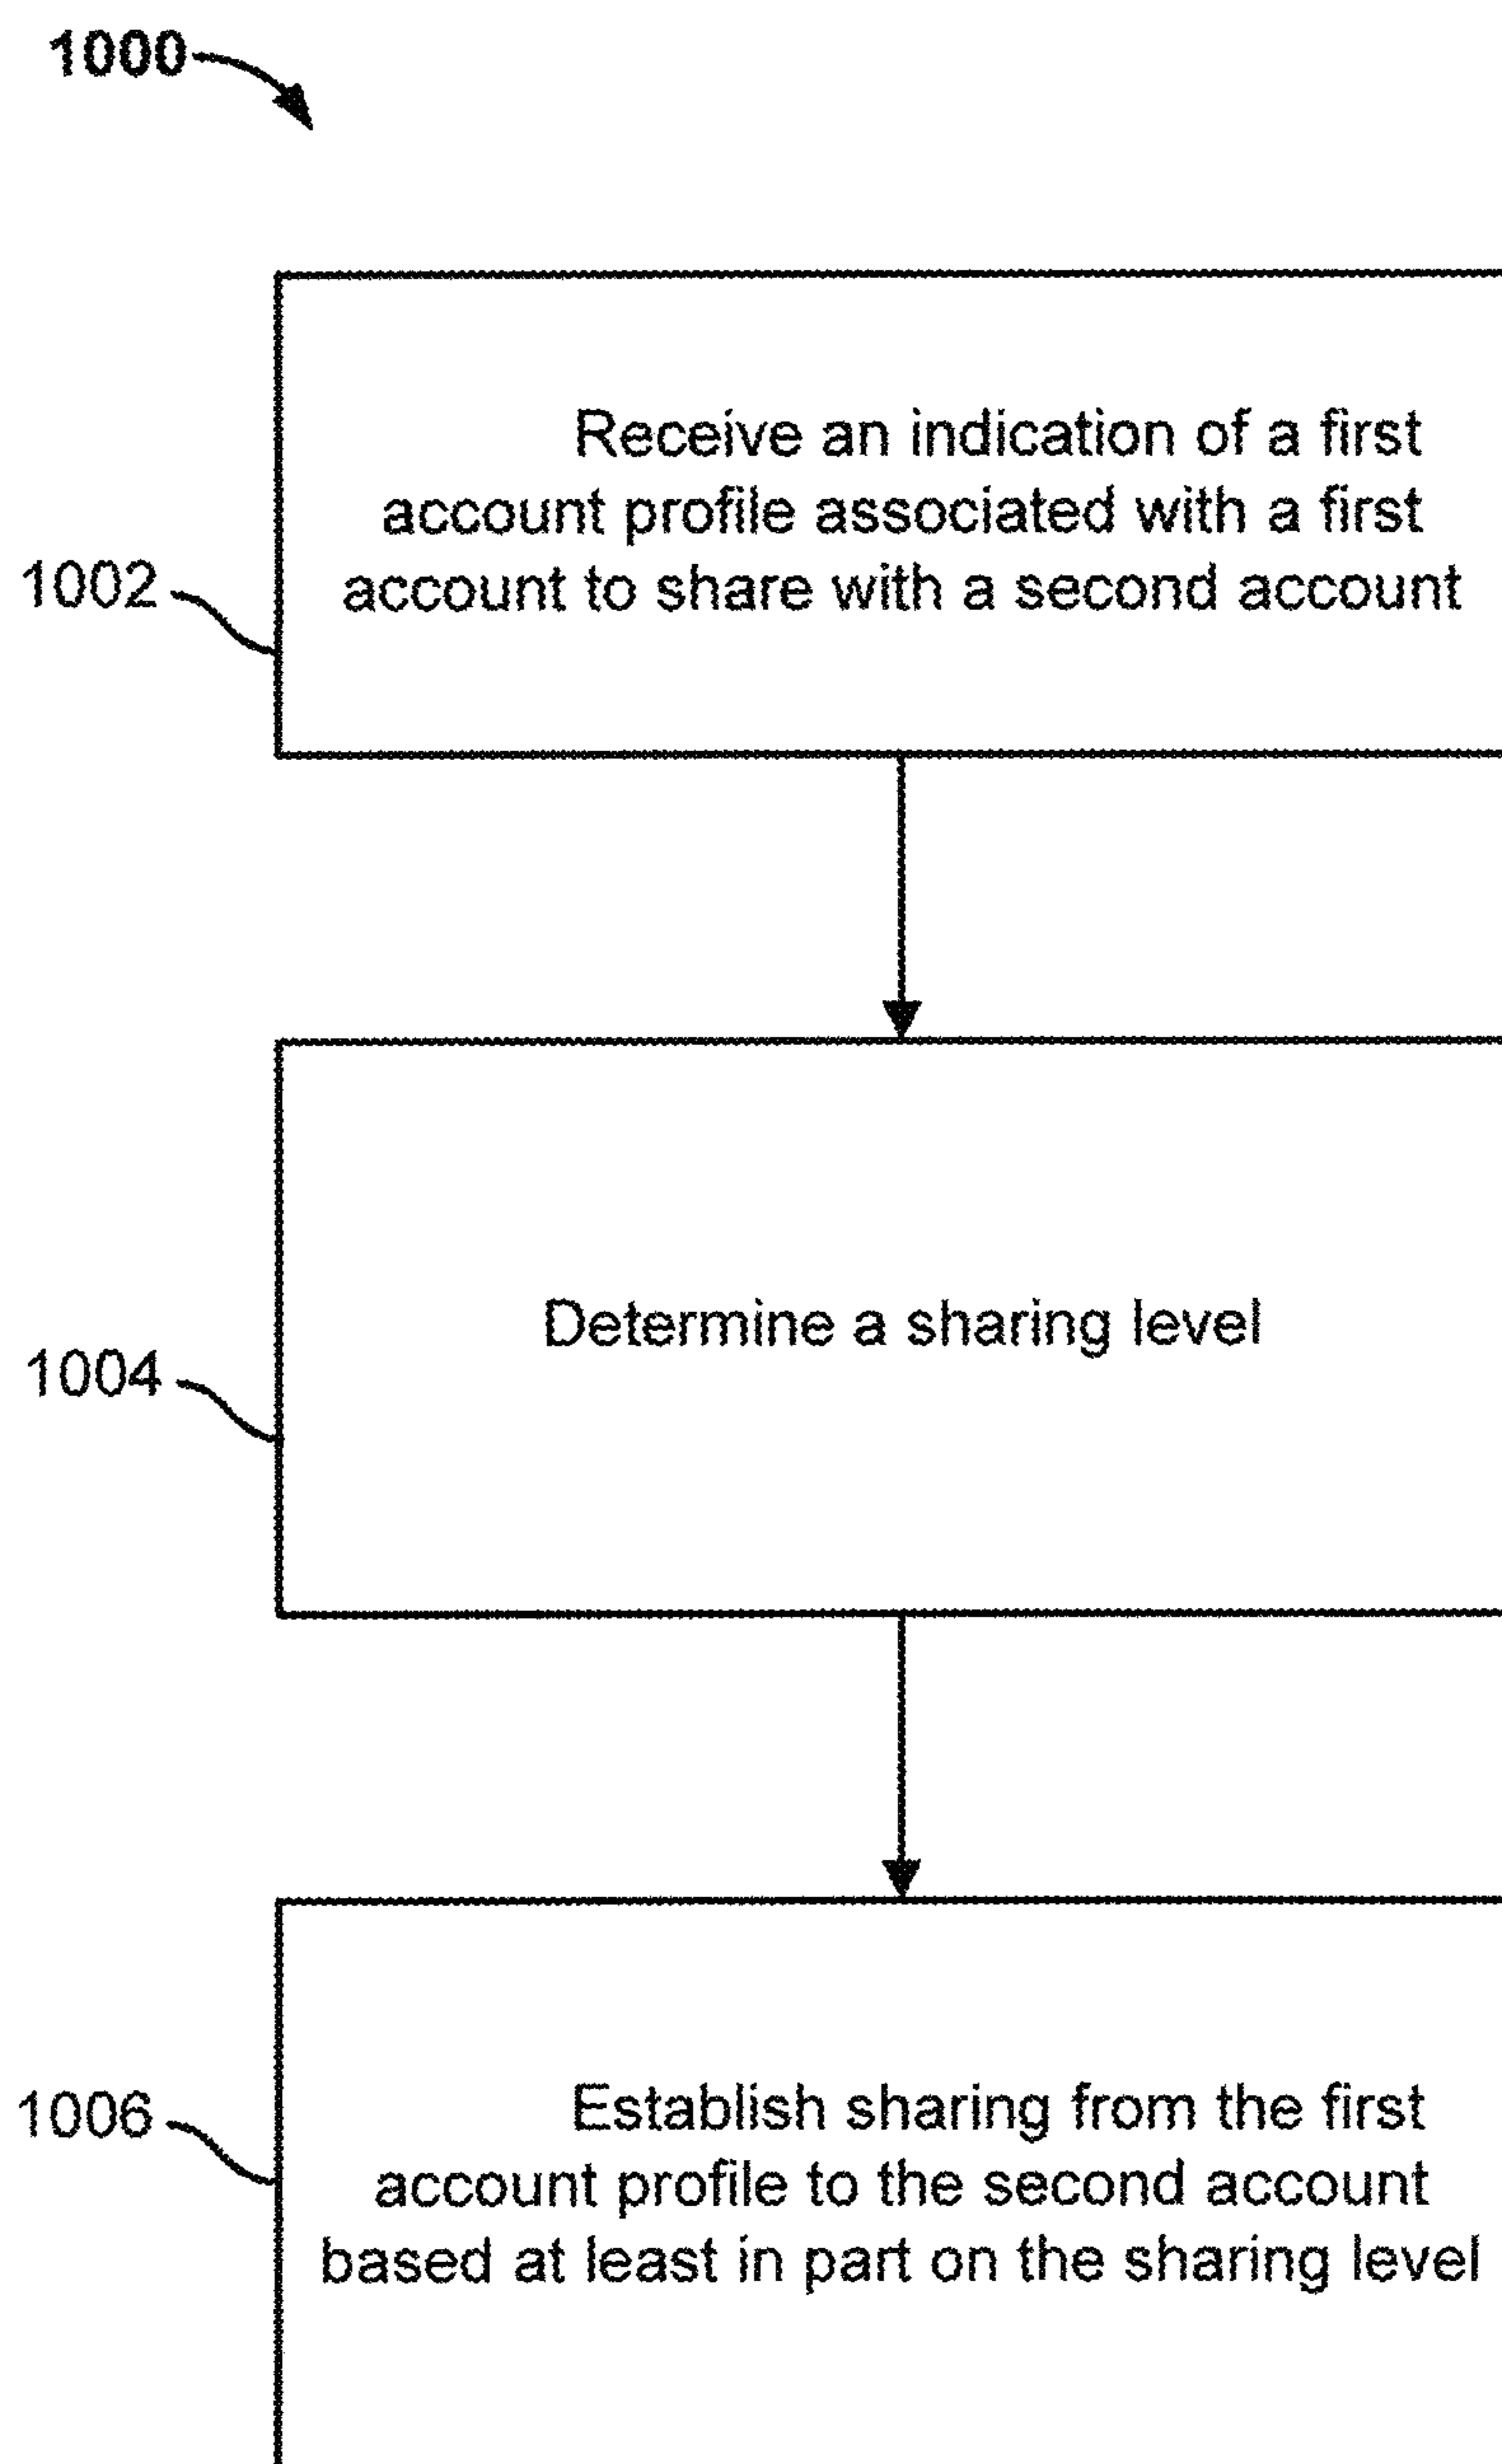 1000
Receive an indication of a first
account profile associated with a first
account to share with a second account
1002
Determine a sharing level
1004
Establish sharing from the first
account profile to the second account
based at least in part on the sharing level
1006